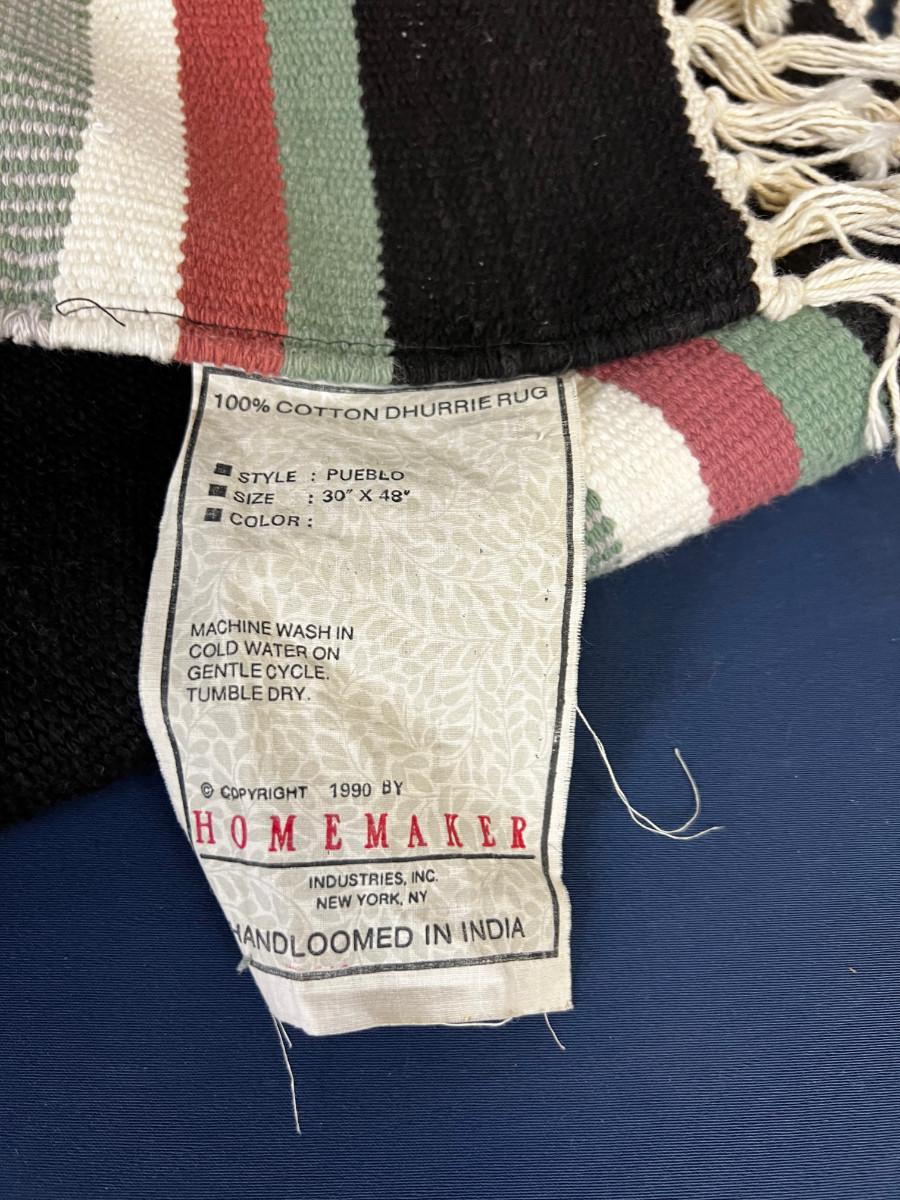 100% COTTON DHURRIE RUG
STYLE : PUEBLO
SIZE : 30" X 48"
COLOR :
MACHINE WASH IN
COLD WATER ON
GENTLE CYCLE.
TUMBLE DRY.
© COPYRIGHT 1990 BY
HOMEMAKER
INDUSTRIES, INC.
NEW YORK, NY
HANDLOOMED IN INDIA